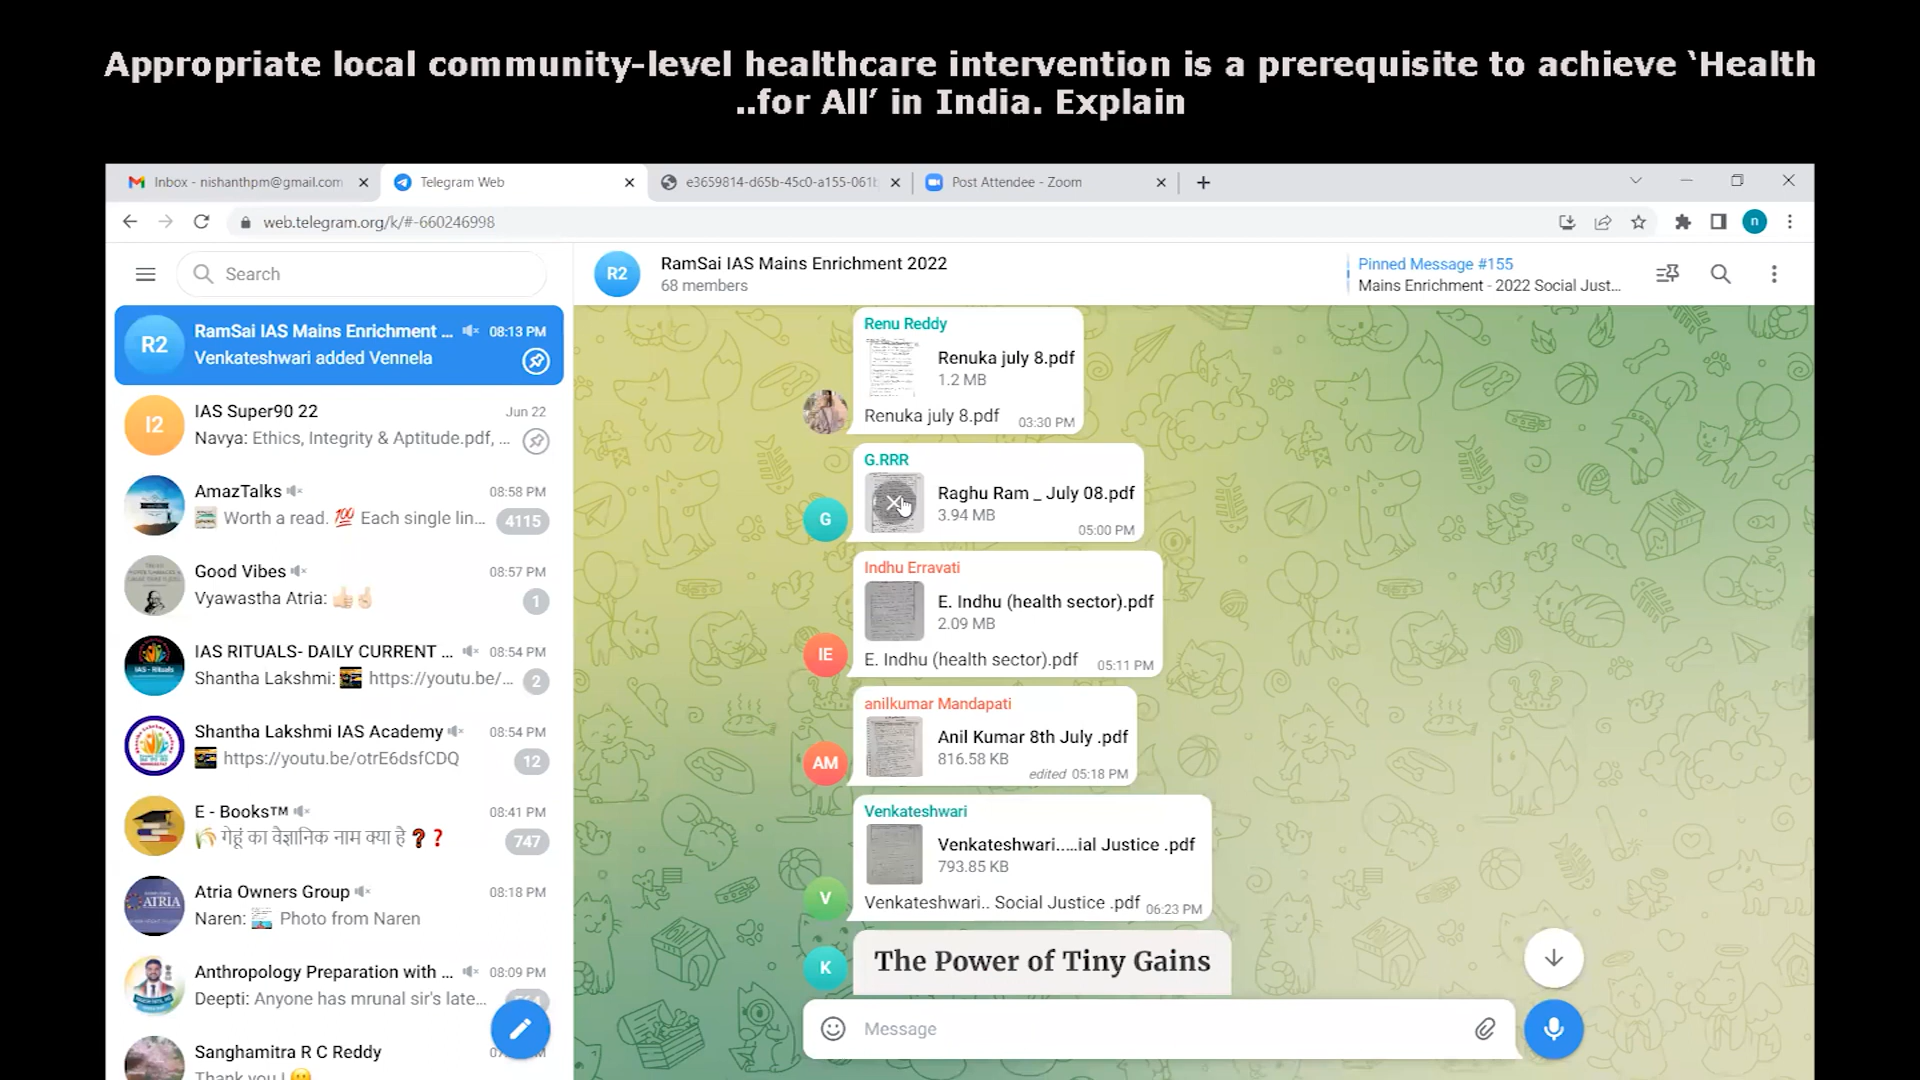 Appropriate local community-level healthcare intervention is a prerequisite to achieve ‘Health
..for All’ in India. Explain
Inbox - nishanthpm@gmail.com
Telegram Web
e3659814-d65b-45c0-a155-061b
Post Attendee - Zoom
web.telegram.org/k/#-660246998
n
Search
R2
RamSai IAS Mains Enrichment 2022
68 members
Pinned Message #155
Mains Enrichment - 2022 Social Just...
R2
RamSai IAS Mains Enrichment ...
08:13 PM
Venkateshwari added Vennela
I2
IAS Super90 22
Jun 22
Navya: Ethics, Integrity & Aptitude.pdf, ...
AmazTalks
08:58 PM
Worth a read. 💯 Each single lin...
4115
Good Vibes
08:57 PM
Vyawastha Atria: 👍🏻🤞🏻
1
IAS RITUALS- DAILY CURRENT ...
08:54 PM
Shantha Lakshmi: https://youtu.be/...
2
Shantha Lakshmi IAS Academy
08:54 PM
https://youtu.be/otrE6dsfCDQ
12
E - Books™
08:41 PM
🌾 गेहूं का वैज्ञानिक नाम क्या है ❓❓
747
ATRIA
Atria Owners Group
08:18 PM
Naren: Photo from Naren
Anthropology Preparation with ...
08:09 PM
Deepti: Anyone has mrunal sir's late...
Sanghamitra R C Reddy
Thank you !
Renu Reddy
Renuka july 8.pdf
1.2 MB
Renuka july 8.pdf
03:30 PM
G.RRR
Raghu Ram _ July 08.pdf
3.94 MB
05:00 PM
G
Indhu Erravati
E. Indhu (health sector).pdf
2.09 MB
E. Indhu (health sector).pdf
05:11 PM
IE
anilkumar Mandapati
Anil Kumar 8th July .pdf
816.58 KB
edited 05:18 PM
AM
Venkateshwari
Venkateshwari.....ial Justice .pdf
793.85 KB
Venkateshwari.. Social Justice .pdf
06:23 PM
V
K
The Power of Tiny Gains
Message